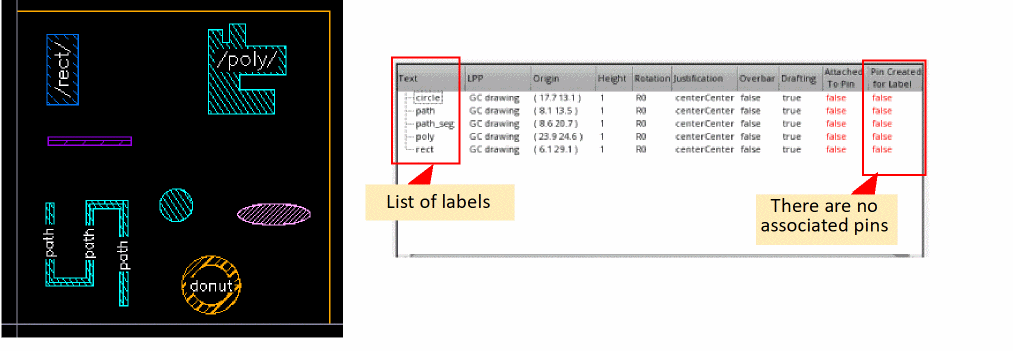 /rect/
/poly/
path
path
path
donut
Text LPP Origin Height Rotation Justification Overbar Drafting Attached To Pin Pin Created for Label
circle GC drawing ( 17.7 13.1 ) 1 R0 centerCenter false true false false
path GC drawing ( 8.1 13.5 ) 1 R0 centerCenter false true false false
path_seg GC drawing ( 8.6 20.7 ) 1 R0 centerCenter false true false false
poly GC drawing ( 23.9 24.6 ) 1 R0 centerCenter false true false false
rect GC drawing ( 6.1 29.1 ) 1 R0 centerCenter false true false false
List of labels
There are no
associated pins